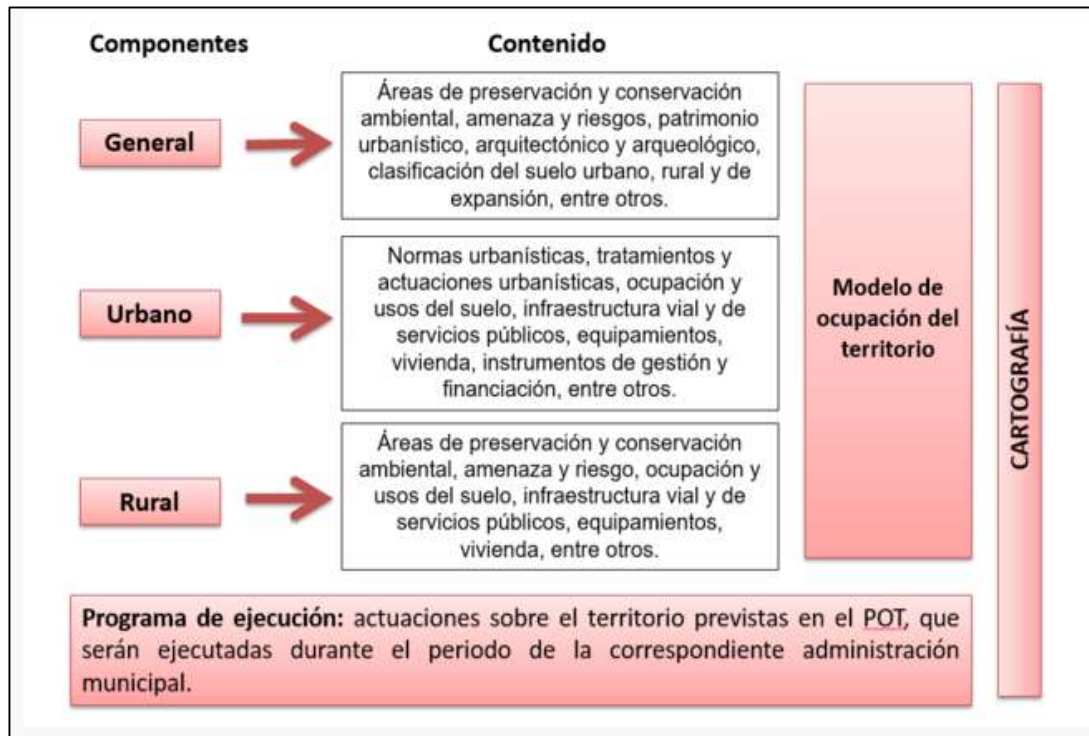 Componentes
Contenido
General
Áreas de preservación y conservación
ambiental, amenaza y riesgos, patrimonio
urbanístico, arquitectónico y arqueológico,
clasificación del suelo urbano, rural y de
expansión, entre otros.
Urbano
Normas urbanísticas, tratamientos y
actuaciones urbanísticas, ocupación y
usos del suelo, infraestructura vial y de
servicios públicos, equipamientos,
vivienda, instrumentos de gestión y
financiación, entre otros.
Rural
Áreas de preservación y conservación
ambiental, amenaza y riesgo, ocupación y
usos del suelo, infraestructura vial y de
servicios públicos, equipamientos,
vivienda, entre otros.
Modelo de
ocupación del
territorio
CARTOGRAFÍA
Programa de ejecución: actuaciones sobre el territorio previstas en el POT, que
serán ejecutadas durante el periodo de la correspondiente administración
municipal.